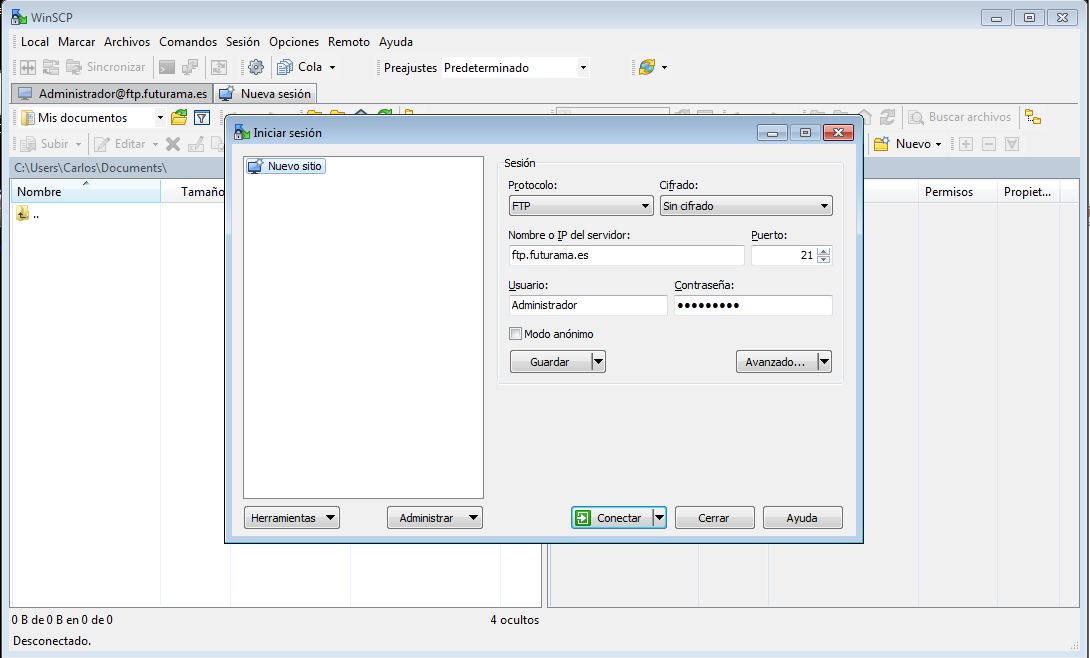 WinSCP
Local Marcar Archivos Comandos Sesión Opciones Remoto Ayuda
Sincronizar Cola Preajustes Predeterminado
Administrador@ftp.futurama.es Nueva sesión
Mis documentos Buscar archivos
Subir Editar Nuevo
C:\Users\Carlos\Documents\
Nombre Tamaño Permisos Propiet...
..
Iniciar sesión
Nuevo sitio
Sesión
Protocolo: Cifrado:
FTP Sin cifrado
Nombre o IP del servidor: Puerto:
ftp.futurama.es 21
Usuario: Contraseña:
Administrador ●●●●●●●●●
Modo anónimo
Guardar Avanzado...
Herramientas Administrar Conectar Cerrar Ayuda
0 B de 0 B en 0 de 0 4 ocultos
Desconectado.